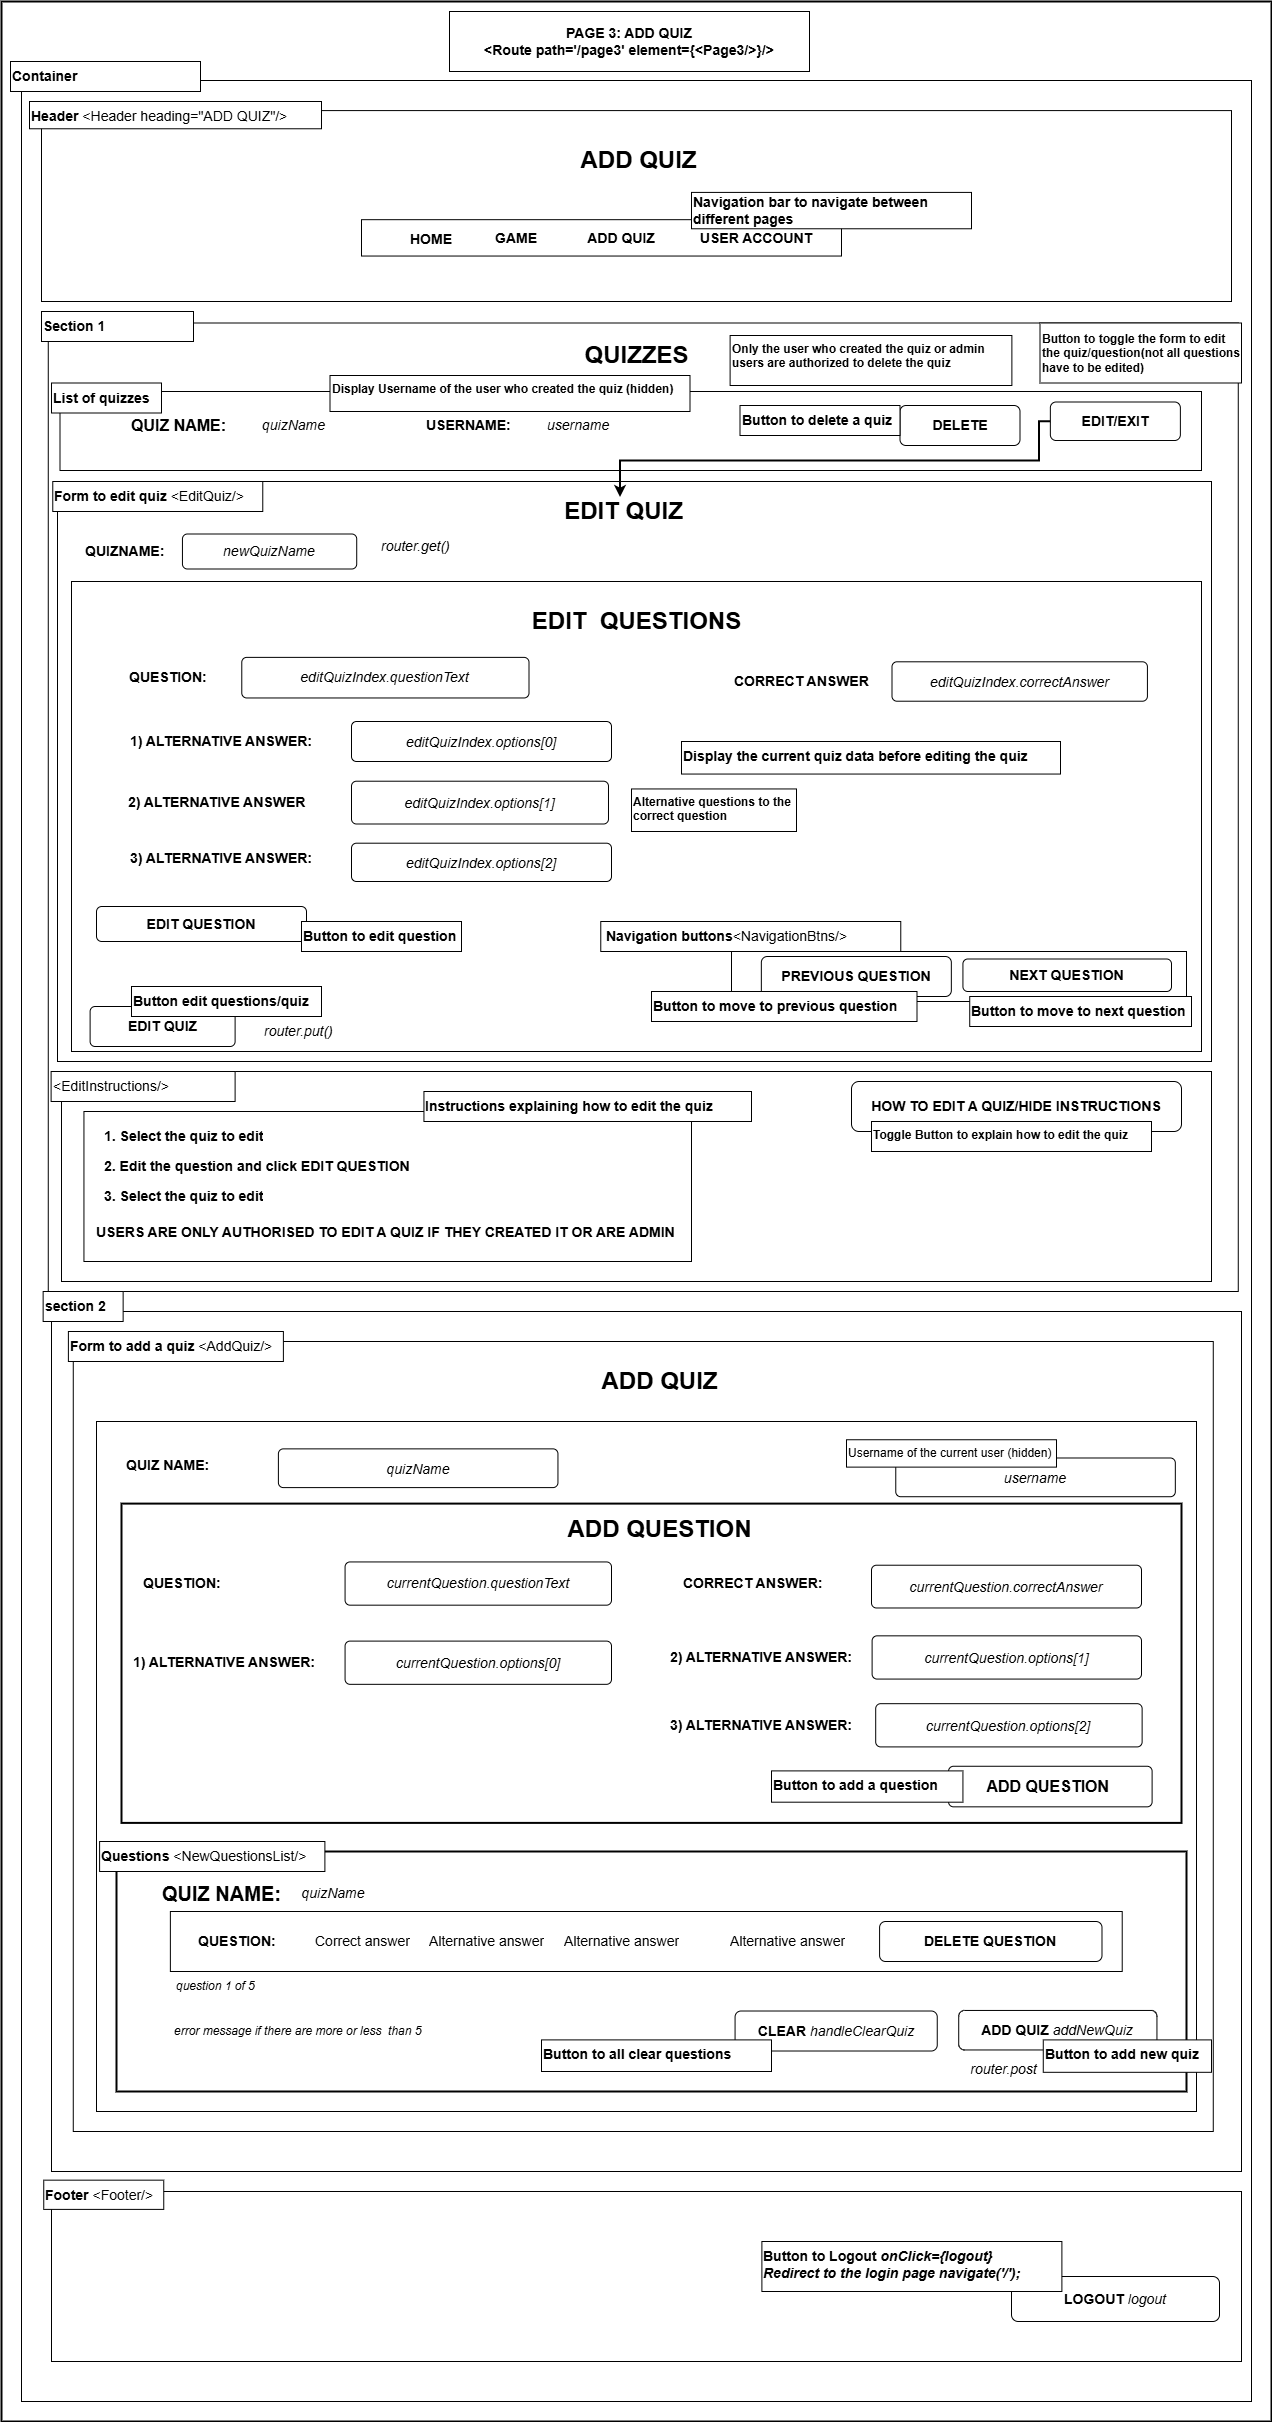 PAGE 3: ADD QUIZ
<Route path='/page3' element={<Page3/>}/>
Container
Header <Header heading="ADD QUIZ"/>
ADD QUIZ
Navigation bar to navigate between
different pages
HOME GAME ADD QUIZ USER ACCOUNT
Section 1
QUIZZES
Only the user who created the quiz or admin
users are authorized to delete the quiz
Button to toggle the form to edit
the quiz/question(not all questions
have to be edited)
List of quizzes
Display Username of the user who created the quiz (hidden)
QUIZ NAME: quizName USERNAME: username
Button to delete a quiz
DELETE
EDIT/EXIT
Form to edit quiz <EditQuiz/>
EDIT QUIZ
QUIZNAME: newQuizName router.get()
EDIT  QUESTIONS
QUESTION: editQuizIndex.questionText
CORRECT ANSWER editQuizIndex.correctAnswer
1) ALTERNATIVE ANSWER: editQuizIndex.options[0]
Display the current quiz data before editing the quiz
2) ALTERNATIVE ANSWER editQuizIndex.options[1]
Alternative questions to the
correct question
3) ALTERNATIVE ANSWER: editQuizIndex.options[2]
EDIT QUESTION
Button to edit question
Navigation buttons<NavigationBtns/>
PREVIOUS QUESTION NEXT QUESTION
Button to move to previous question
Button to move to next question
Button edit questions/quiz
EDIT QUIZ router.put()
<EditInstructions/>
Instructions explaining how to edit the quiz
HOW TO EDIT A QUIZ/HIDE INSTRUCTIONS
Toggle Button to explain how to edit the quiz
1. Select the quiz to edit
2. Edit the question and click EDIT QUESTION
3. Select the quiz to edit
USERS ARE ONLY AUTHORISED TO EDIT A QUIZ IF THEY CREATED IT OR ARE ADMIN
section 2
Form to add a quiz <AddQuiz/>
ADD QUIZ
QUIZ NAME: quizName
Username of the current user (hidden)
username
ADD QUESTION
QUESTION: currentQuestion.questionText
CORRECT ANSWER: currentQuestion.correctAnswer
1) ALTERNATIVE ANSWER: currentQuestion.options[0]
2) ALTERNATIVE ANSWER: currentQuestion.options[1]
3) ALTERNATIVE ANSWER: currentQuestion.options[2]
Button to add a question
ADD QUESTION
Questions <NewQuestionsList/>
QUIZ NAME: quizName
QUESTION: Correct answer Alternative answer Alternative answer Alternative answer DELETE QUESTION
question 1 of 5
error message if there are more or less  than 5
CLEAR handleClearQuiz
ADD QUIZ addNewQuiz
Button to all clear questions
Button to add new quiz
router.post
Footer <Footer/>
Button to Logout onClick={logout}
Redirect to the login page navigate('/');
LOGOUT logout